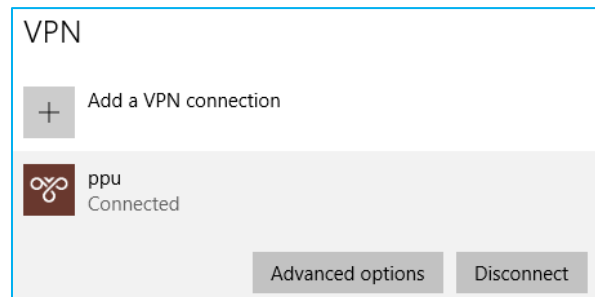 VPN
Add a VPN connection
ppu
Connected
Advanced options
Disconnect